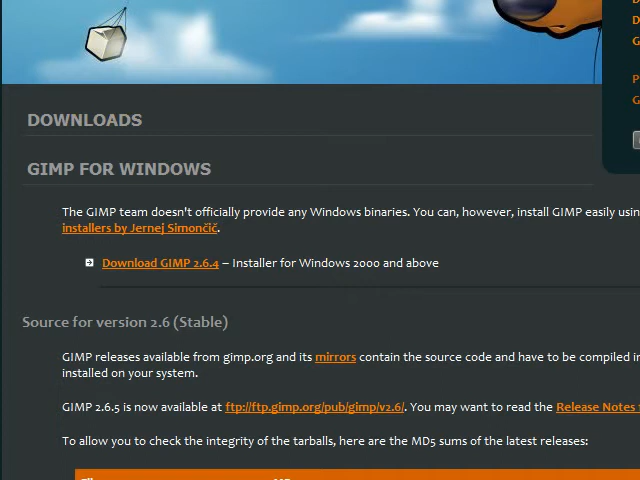 DOWNLOADS
GIMP FOR WINDOWS
The GIMP team doesn't officially provide any Windows binaries. You can, however, install GIMP easily
installers by Jernej Simončič.
Download GIMP 2.6.4 – Installer for Windows 2000 and above
Source for version 2.6 (Stable)
GIMP releases available from gimp.org and its mirrors contain the source code and have to be compiled
installed on your system.
GIMP 2.6.5 is now available at ftp://ftp.gimp.org/pub/gimp/v2.6/. You may want to read the Release Notes
To allow you to check the integrity of the tarballs, here are the MD5 sums of the latest releases: